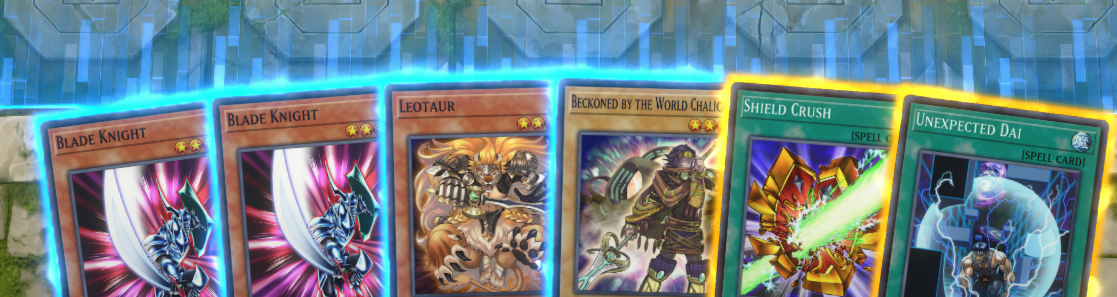 BLADE KNIGHT
BLADE KNIGHT
LEOTAUR
BECKONED BY THE WORLD CHALIC
SHIELD CRUSH
[SPELL C
UNEXPECTED DAI
[SPELL CARD]